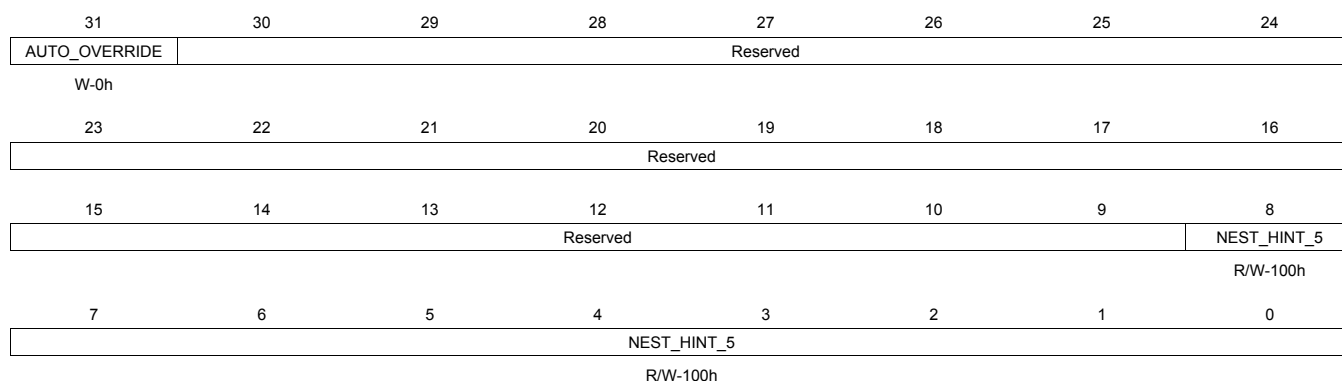 31 30 29 28 27 26 25 24
AUTO_OVERRIDE Reserved
W-0h
23 22 21 20 19 18 17 16
Reserved
15 14 13 12 11 10 9 8
Reserved NEST_HINT_5
R/W-100h
7 6 5 4 3 2 1 0
NEST_HINT_5
R/W-100h